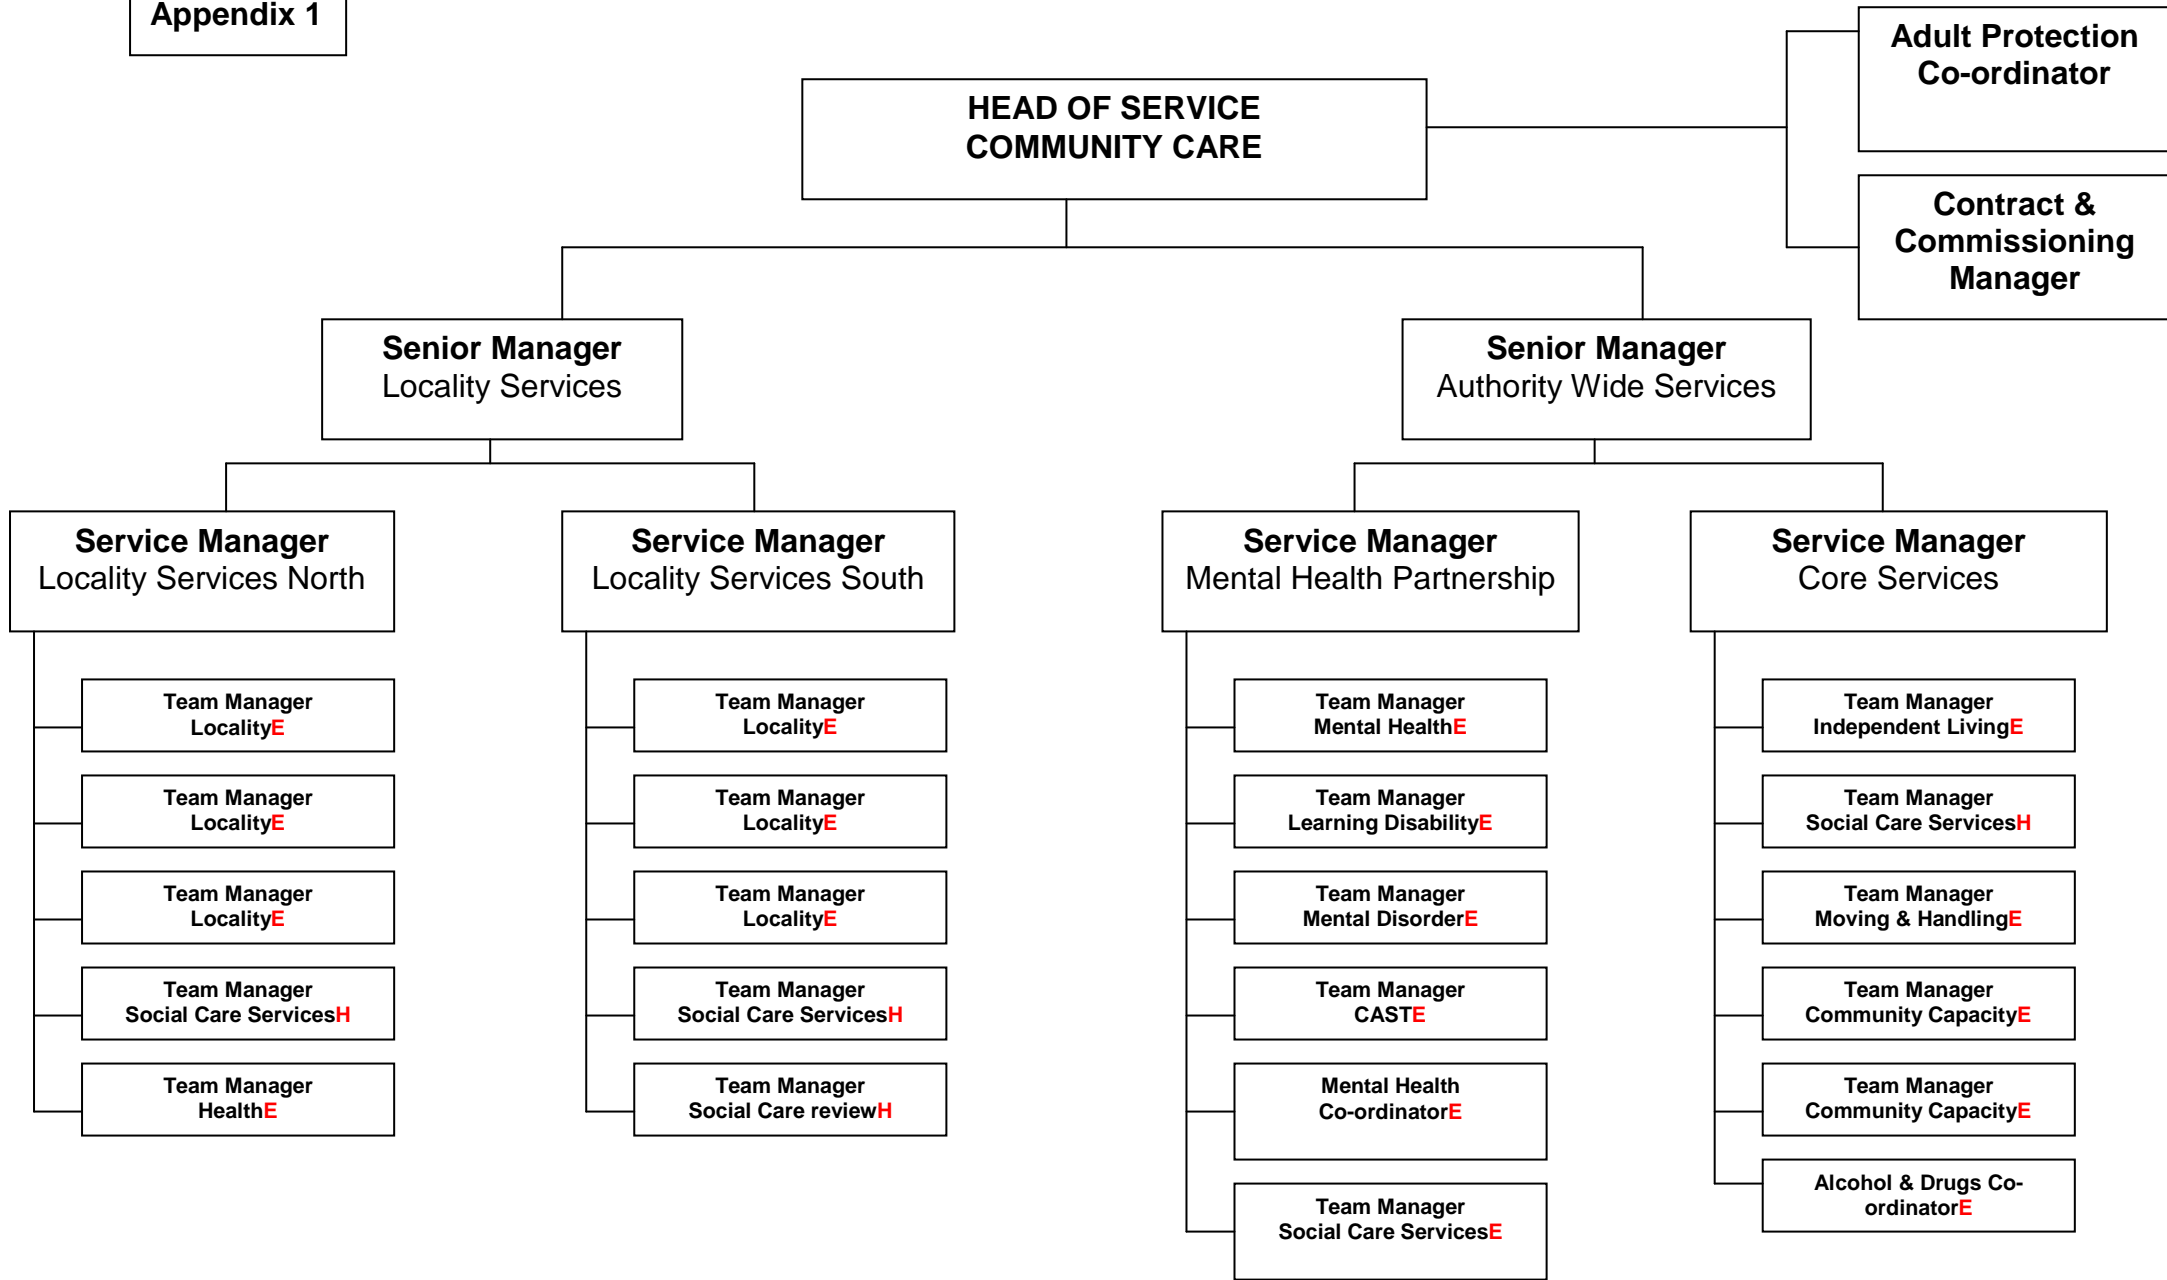 Appendix 1
Adult Protection
Co-ordinator
HEAD OF SERVICE
COMMUNITY CARE
Contract &
Commissioning
Manager
Senior Manager
Locality Services
Senior Manager
Authority Wide Services
Service Manager
Locality Services North
Service Manager
Locality Services South
Service Manager
Mental Health Partnership
Service Manager
Core Services
Team Manager
LocalityE
Team Manager
LocalityE
Team Manager
LocalityE
Team Manager
Social Care ServicesH
Team Manager
HealthE
Team Manager
LocalityE
Team Manager
LocalityE
Team Manager
LocalityE
Team Manager
Social Care ServicesH
Team Manager
Social Care reviewH
Team Manager
Mental HealthE
Team Manager
Learning DisabilityE
Team Manager
Mental DisorderE
Team Manager
CASTE
Mental Health
Co-ordinatorE
Team Manager
Social Care ServicesE
Team Manager
Independent LivingE
Team Manager
Social Care ServicesH
Team Manager
Moving & HandlingE
Team Manager
Community CapacityE
Team Manager
Community CapacityE
Alcohol & Drugs Co-
ordinatorE